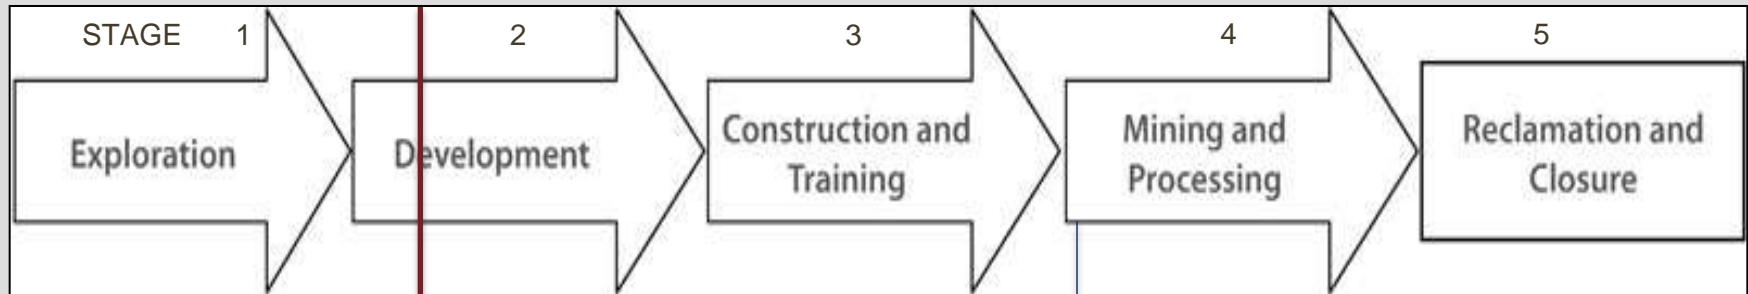 STAGE 1 2 3 4 5
Exploration
Development
Construction and
Training
Mining and
Processing
Reclamation and
Closure